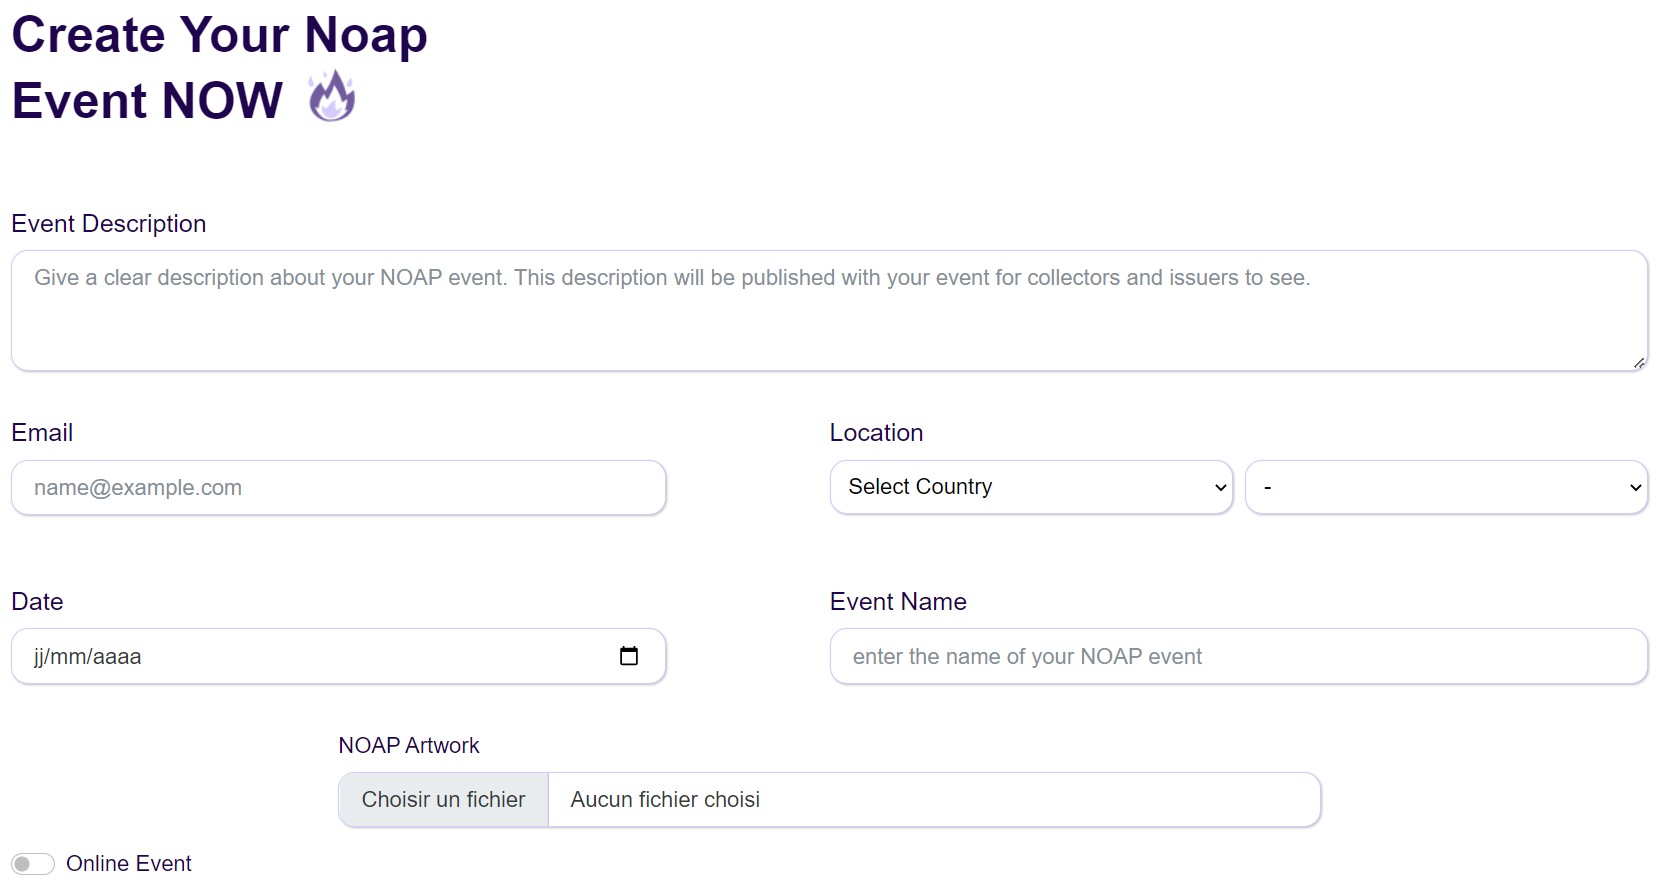 Create Your Noap
Event NOW
Event Description
Give a clear description about your NOAP event. This description will be published with your event for collectors and issuers to see.
Email
name@example.com
Location
Select Country
-
Date
jj/mm/aaaa
Event Name
enter the name of your NOAP event
NOAP Artwork
Choisir un fichier
Aucun fichier choisi
Online Event